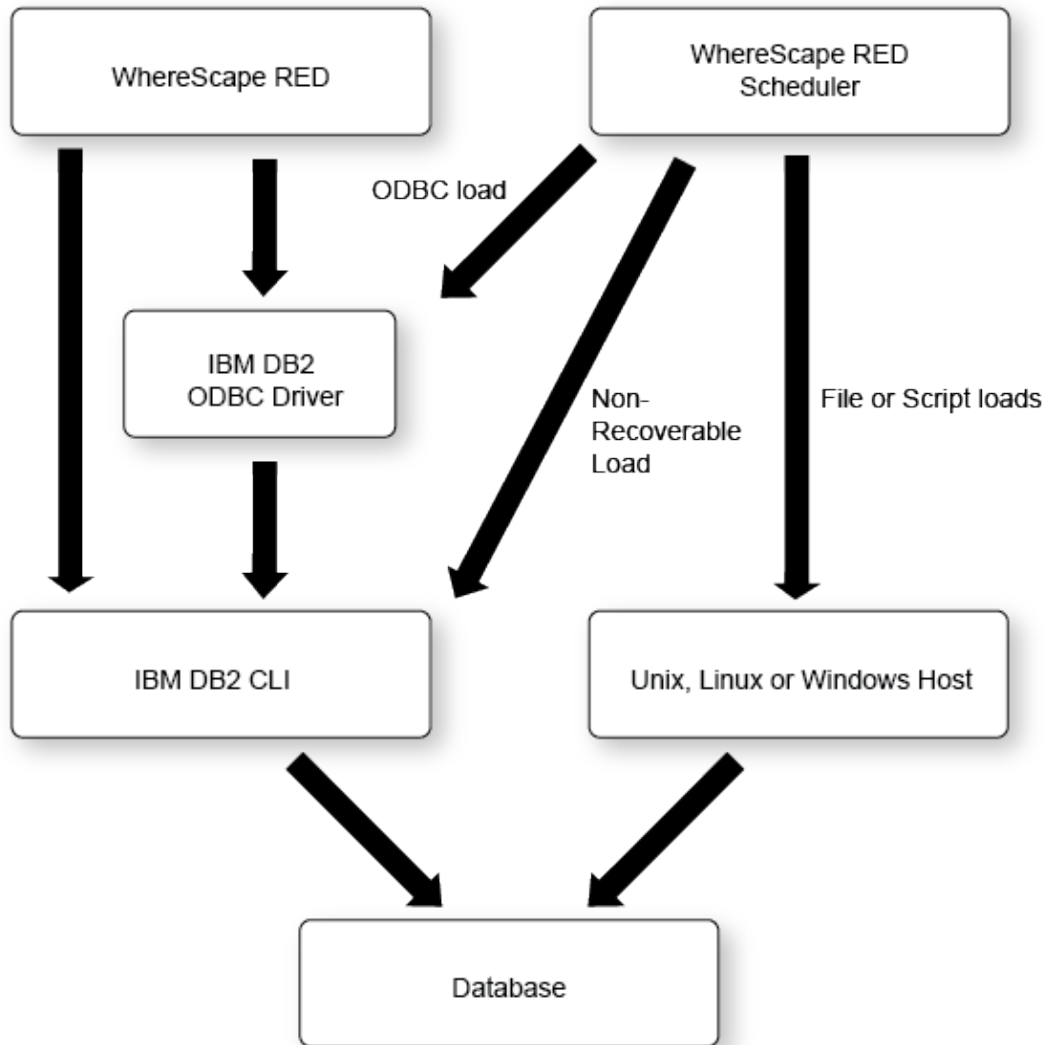 WhereScape RED
WhereScape RED
Scheduler
ODBC load
IBM DB2
ODBC Driver
Non-
Recoverable
Load
File or Script loads
IBM DB2 CLI
Unix, Linux or Windows Host
Database